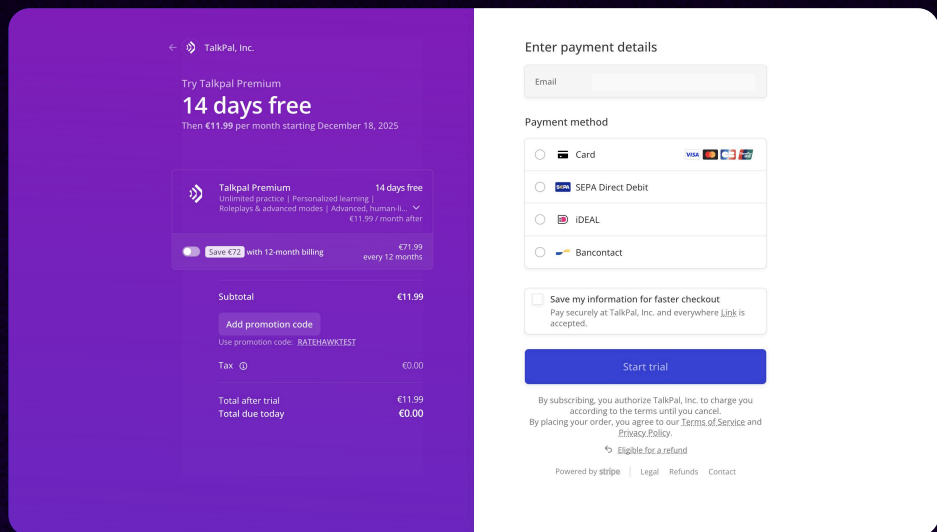 TalkPal, Inc.
Try Talkpal Premium
14 days free
Then €11.99 per month starting December 18, 2025
Talkpal Premium 14 days free
Unlimited practice | Personalized learning |
Roleplays & advanced modes | Advanced, human-li...
€11.99 / month after
Save €72 with 12-month billing
€71.99
every 12 months
Subtotal €11.99
Add promotion code
Use promotion code: RATEHAWKTEST
Tax €0.00
Total after trial €11.99
Total due today €0.00
Enter payment details
Email
Payment method
Card VISA
SEPA SEPA Direct Debit
iDEAL
Bancontact
Save my information for faster checkout
Pay securely at TalkPal, Inc. and everywhere Link is
accepted.
Start trial
By subscribing, you authorize TalkPal, Inc. to charge you
according to the terms until you cancel.
By placing your order, you agree to our Terms of Service and
Privacy Policy.
Eligible for a refund
Powered by stripe | Legal Refunds Contact